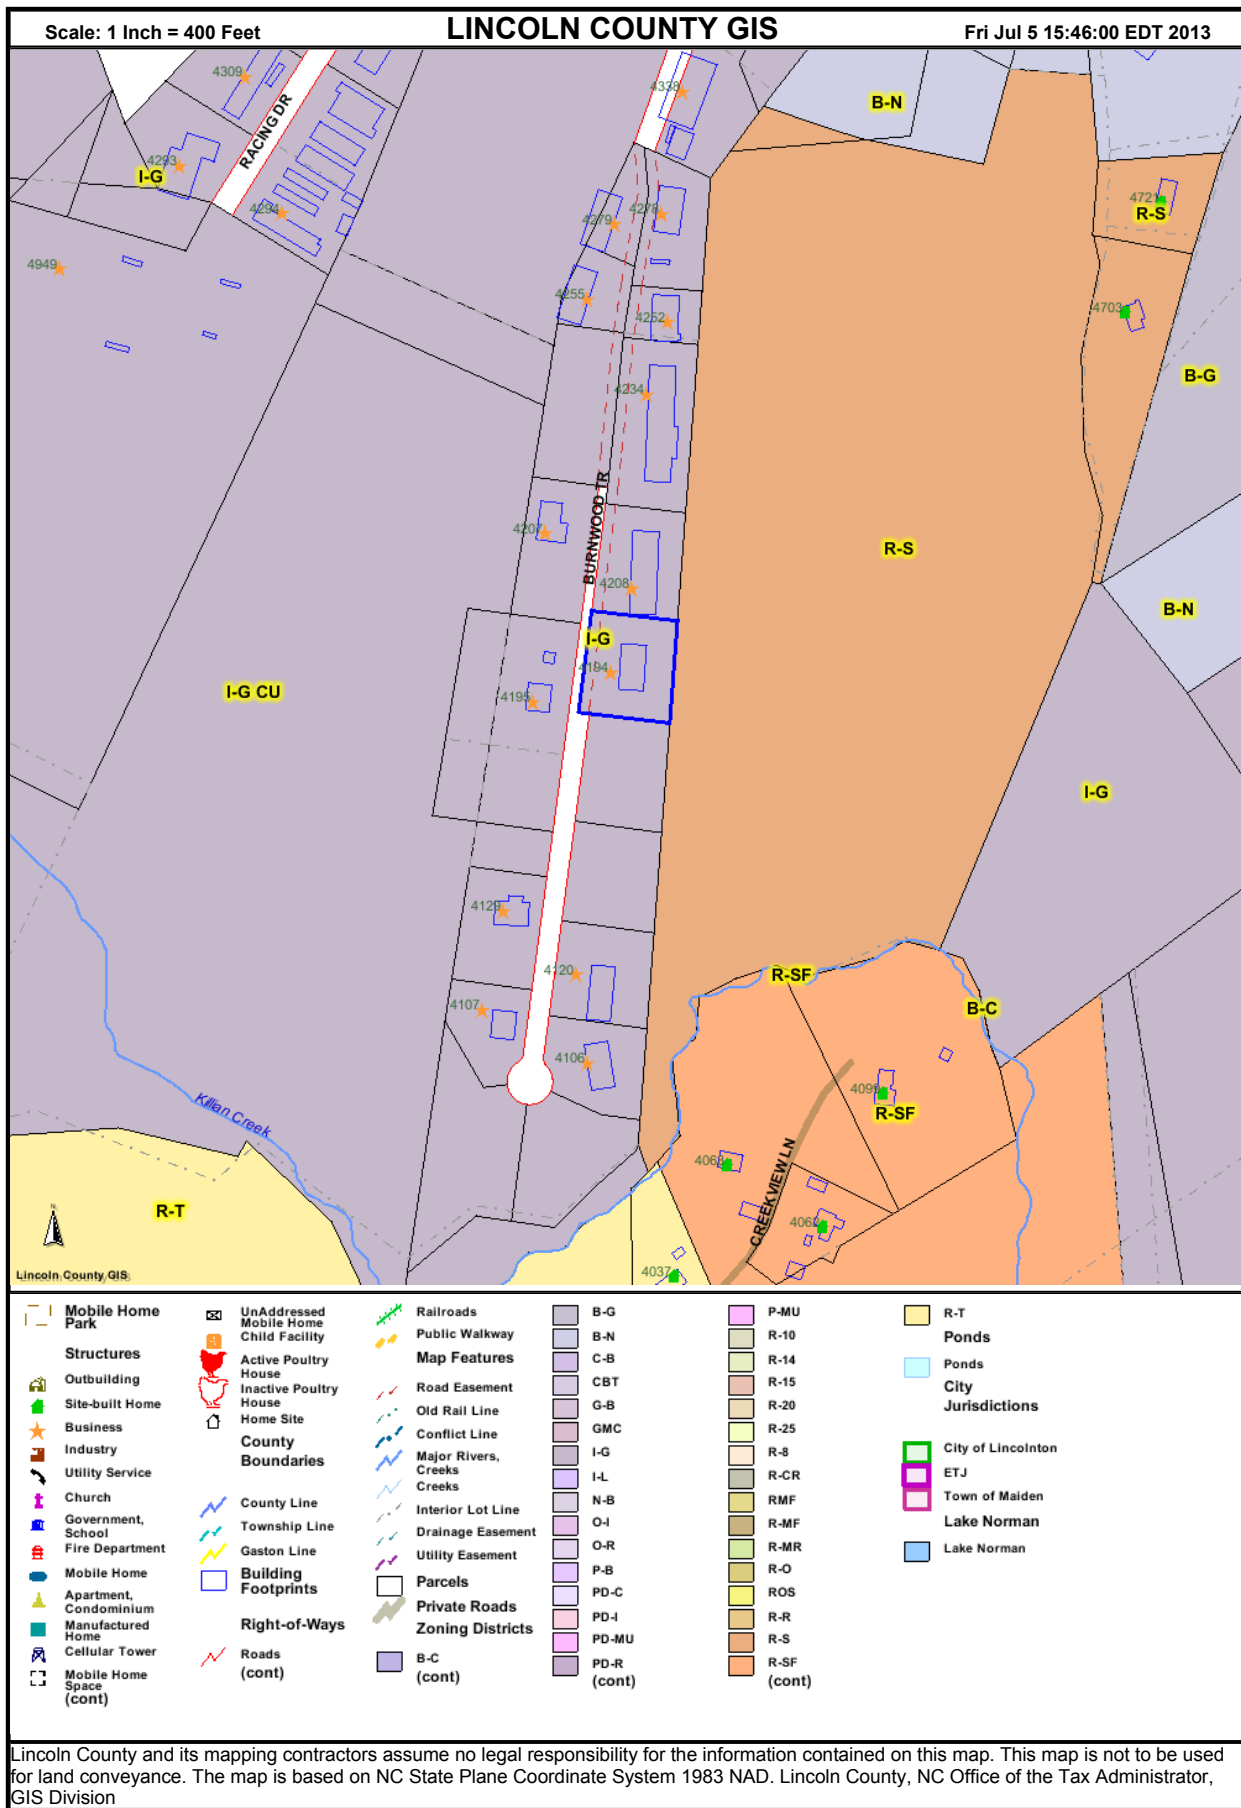 Scale: 1 Inch = 400 Feet
LINCOLN COUNTY GIS
Fri Jul 5 15:46:00 EDT 2013
4309
4338
B-N
RACING DR
4293
I-G
4721
R-S
4294
4279
4278
4949
4255
4252
4703
B-G
4234
BURNWOOD TR
4207
R-S
4208
B-N
I-G
4194
I-G CU
4195
I-G
4129
4120
R-SF
4107
B-C
4106
4099
Kilian Creek
R-SF
CREEKVIEW LN
R-T
N
4037
Lincoln County GIS
Mobile Home
Park
Structures
Outbuilding
Site-built Home
Business
Industry
Utility Service
Church
Government,
School
Fire Department
Mobile Home
Apartment,
Condominium
Manufactured
Home
Cellular Tower
Mobile Home
Space
(cont)
UnAddressed
Mobile Home
Child Facility
Active Poultry
House
Inactive Poultry
House
Home Site
County
Boundaries
County Line
Township Line
Gaston Line
Building
Footprints
Right-of-Ways
Roads
(cont)
Railroads
Public Walkway
Map Features
Road Easement
Old Rail Line
Conflict Line
Major Rivers,
Creeks
Creeks
Interior Lot Line
Drainage Easement
Utility Easement
Parcels
Private Roads
Zoning Districts
B-C
(cont)
B-G
B-N
C-B
CBT
G-B
GMC
I-G
I-L
N-B
O-I
O-R
P-B
PD-C
PD-I
PD-MU
PD-R
(cont)
P-MU
R-10
R-14
R-15
R-20
R-25
R-8
R-CR
RMF
R-MF
R-MR
R-O
ROS
R-R
R-S
R-SF
(cont)
R-T
Ponds
Ponds
City
Jurisdictions
City of Lincolnton
ETJ
Town of Maiden
Lake Norman
Lake Norman
Lincoln County and its mapping contractors assume no legal responsibility for the information contained on this map. This map is not to be used
for land conveyance. The map is based on NC State Plane Coordinate System 1983 NAD. Lincoln County, NC Office of the Tax Administrator,
GIS Division